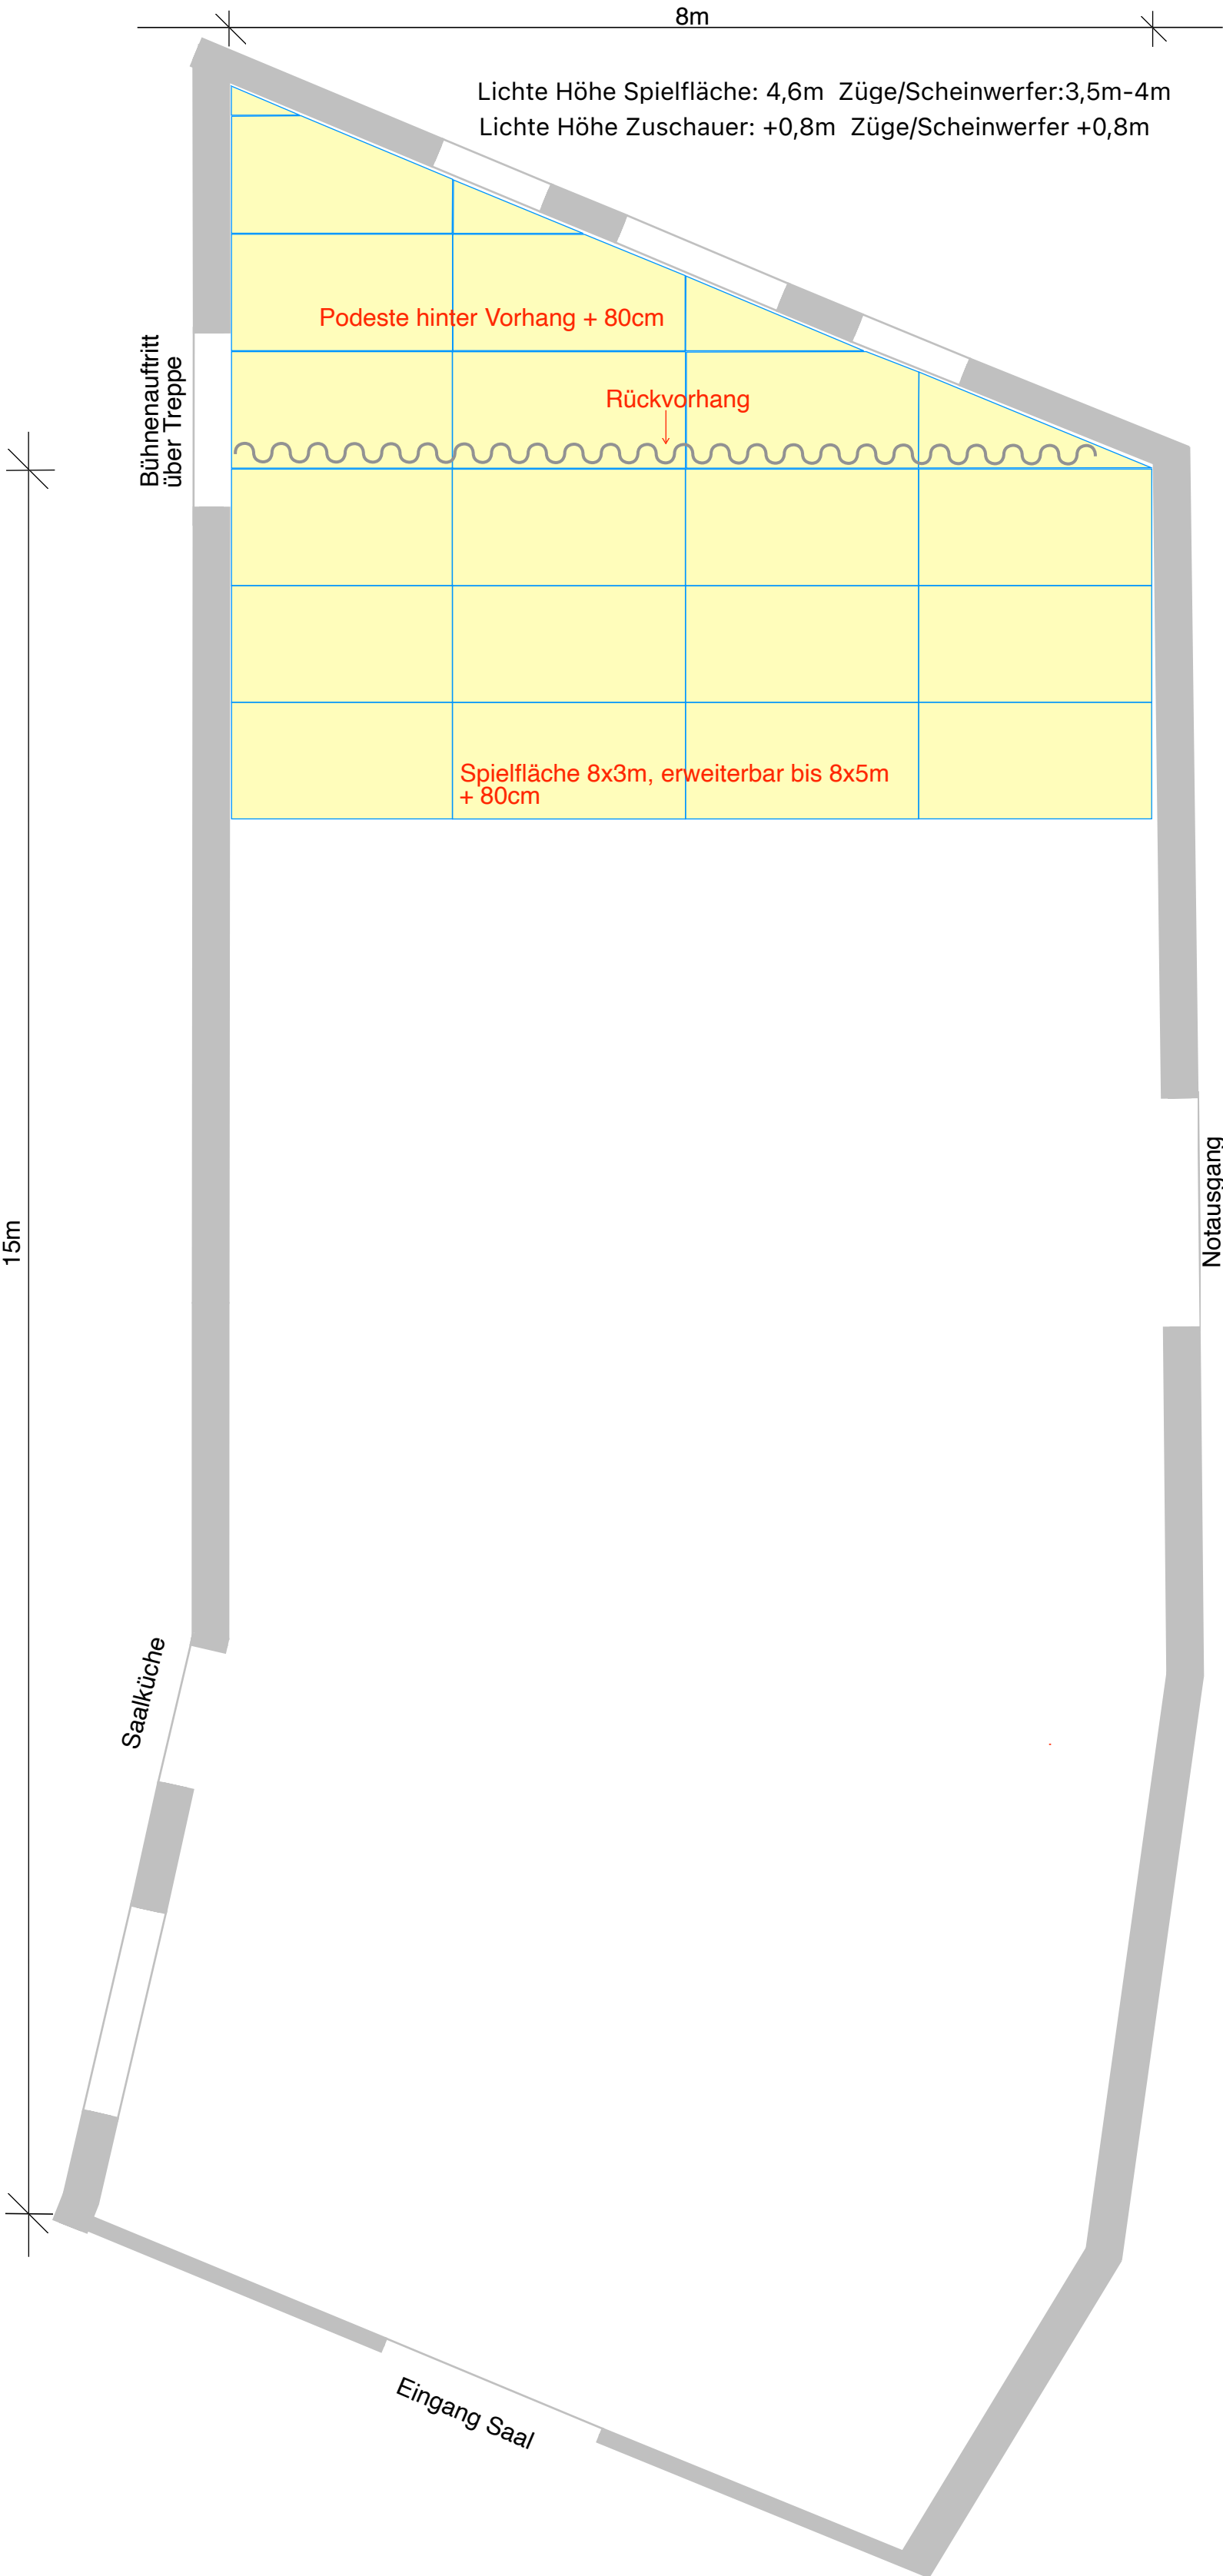 8m
Lichte Höhe Spielfläche: 4,6m Züge/Scheinwerfer:3,5m-4m
Lichte Höhe Zuschauer: +0,8m Züge/Scheinwerfer +0,8m
Podeste hinter Vorhang + 80cm
Bühnenauftritt
über Treppe
Rückvorhang
Spielfläche 8x3m, erweiterbar bis 8x5m
+ 80cm
Notausgang
15m
Saalküche
Eingang Saal